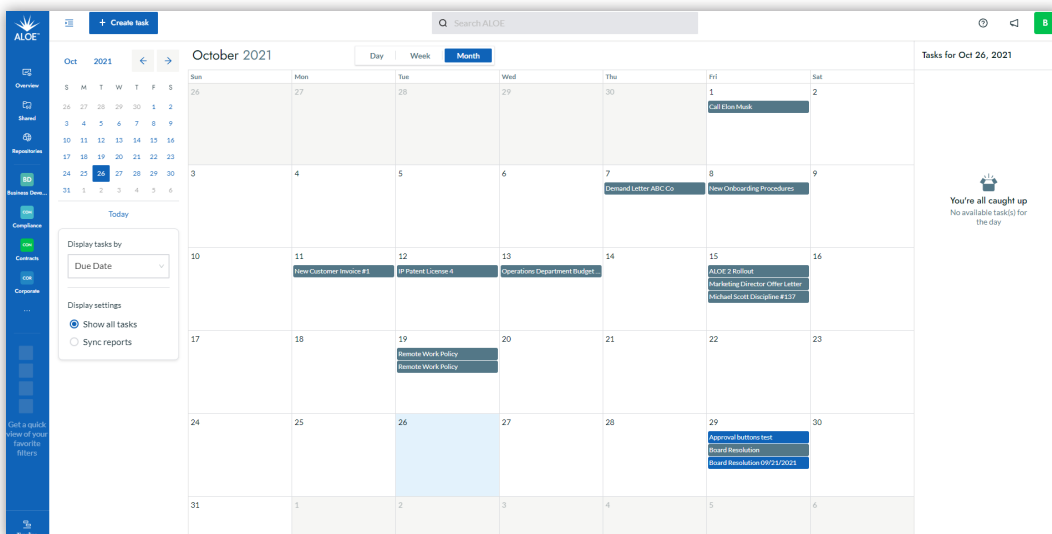 ALOE™
Overview
Shared
Repositories
BD
Business Deve...
COM
Compliance
CON
Contracts
COR
Corporate
...
Get a quick
view of your
favorite
filters
+ Create task
Search ALOE
B
Oct 2021
S M T W T F S
26 27 28 29 30 1 2
3 4 5 6 7 8 9
10 11 12 13 14 15 16
17 18 19 20 21 22 23
24 25 26 27 28 29 30
31 1 2 3 4 5 6
Today
Display tasks by
Due Date
Display settings
Show all tasks
Sync reports
October 2021
Day Week Month
Sun Mon Tue Wed Thu Fri Sat
26 27 28 29 30 1 2
Call Elon Musk
3 4 5 6 7 8 9
Demand Letter ABC Co
New Onboarding Procedures
10 11 12 13 14 15 16
New Customer Invoice #1
IP Patent License 4
Operations Department Budget ...
ALOE 2 Rollout
Marketing Director Offer Letter
Michael Scott Discipline #137
17 18 19 20 21 22 23
Remote Work Policy
Remote Work Policy
24 25 26 27 28 29 30
Approval buttons test
Board Resolution
Board Resolution 09/21/2021
31 1 2 3 4 5 6
Tasks for Oct 26, 2021
You're all caught up
No available task(s) for
the day